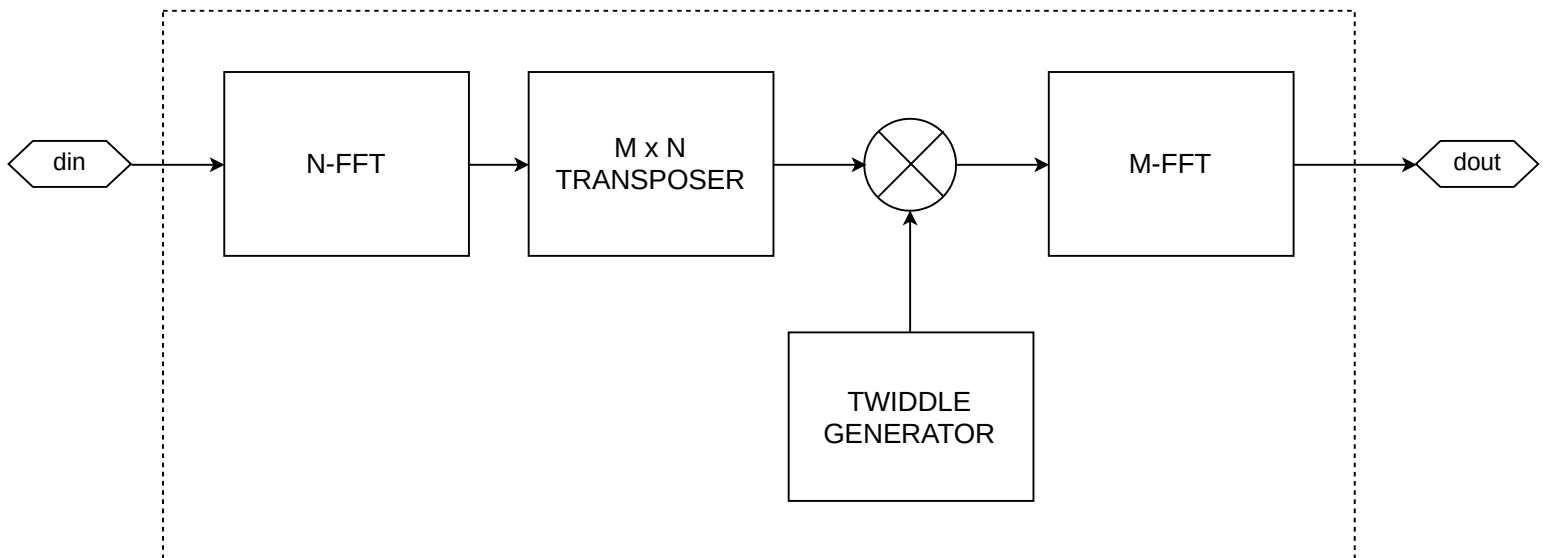 din
N-FFT
M x N
TRANSPOSER
M-FFT
dout
TWIDDLE
GENERATOR